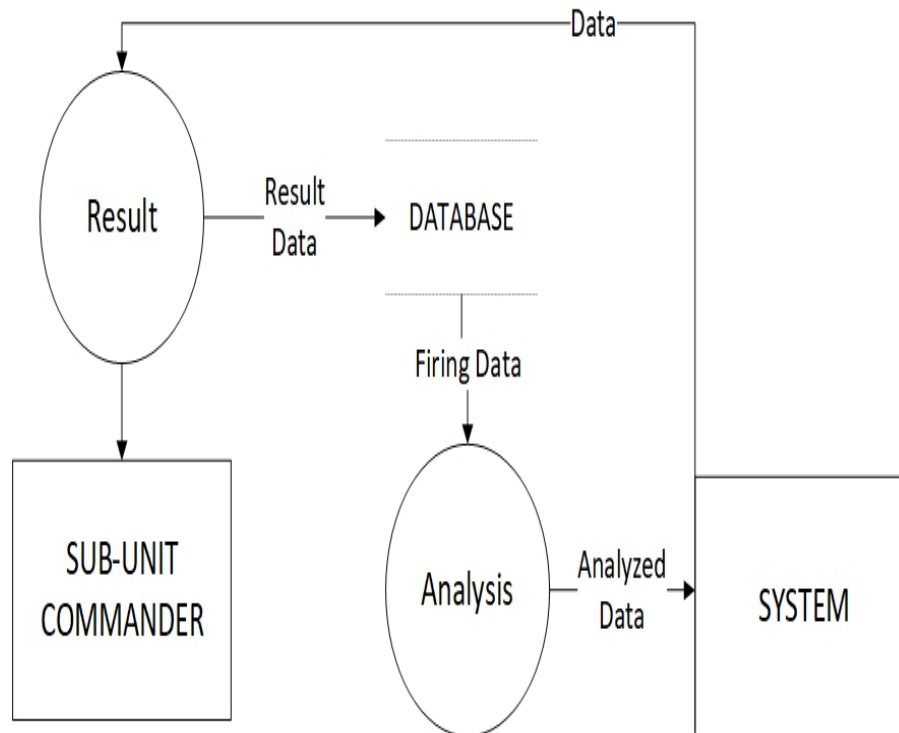 Data
Result
Result
Data
DATABASE
Firing Data
SUB-UNIT
COMMANDER
Analysis
Analyzed
Data
SYSTEM